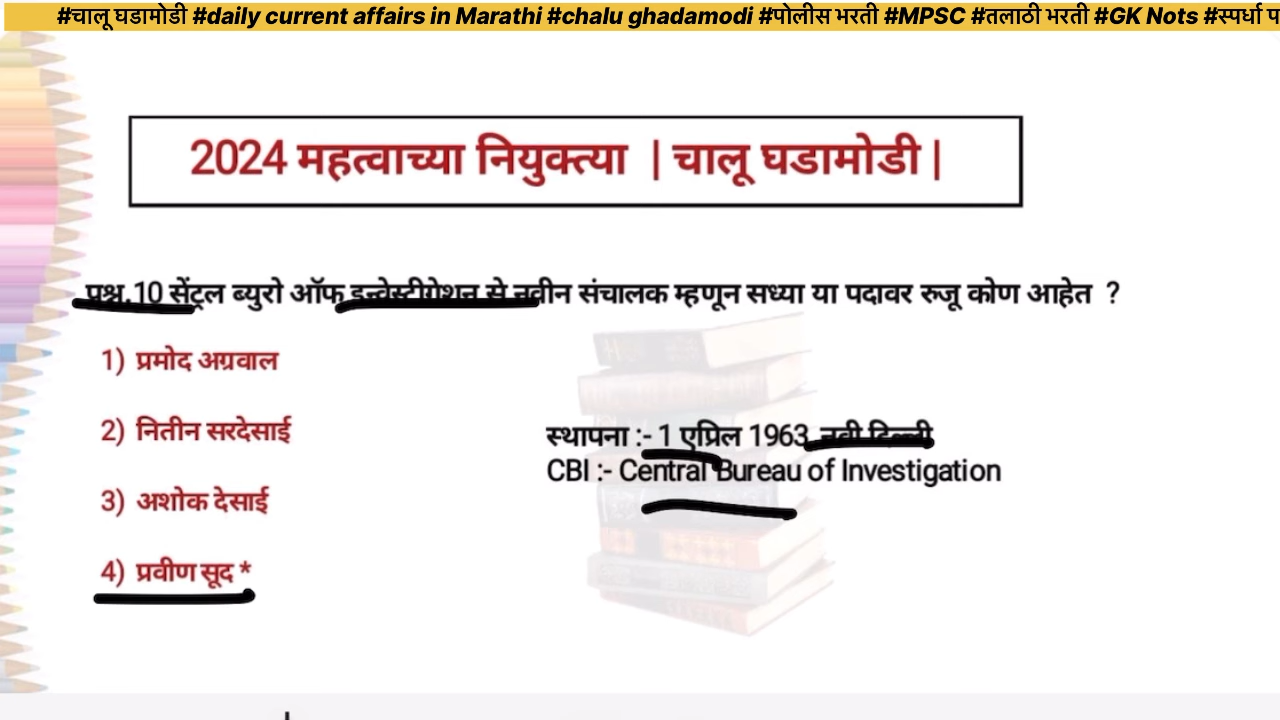 #चालू घडामोडी #daily current affairs in Marathi #chalu ghadamodi #पोलीस भरती #MPSC #तलाठी भरती #GK Nots #स्पर्धा प
2024 महत्वाच्या नियुक्त्या | चालू घडामोडी |
प्रश्न.10 सेंट्रल ब्युरो ऑफ इन्वेस्टीगेशन से नवीन संचालक म्हणून सध्या या पदावर रुजू कोण आहेत ?
1) प्रमोद अग्रवाल
2) नितीन सरदेसाई
स्थापना :- 1 एप्रिल 1963, नवी दिल्ली
CBI :- Central Bureau of Investigation
3) अशोक देसाई
4) प्रवीण सूद *